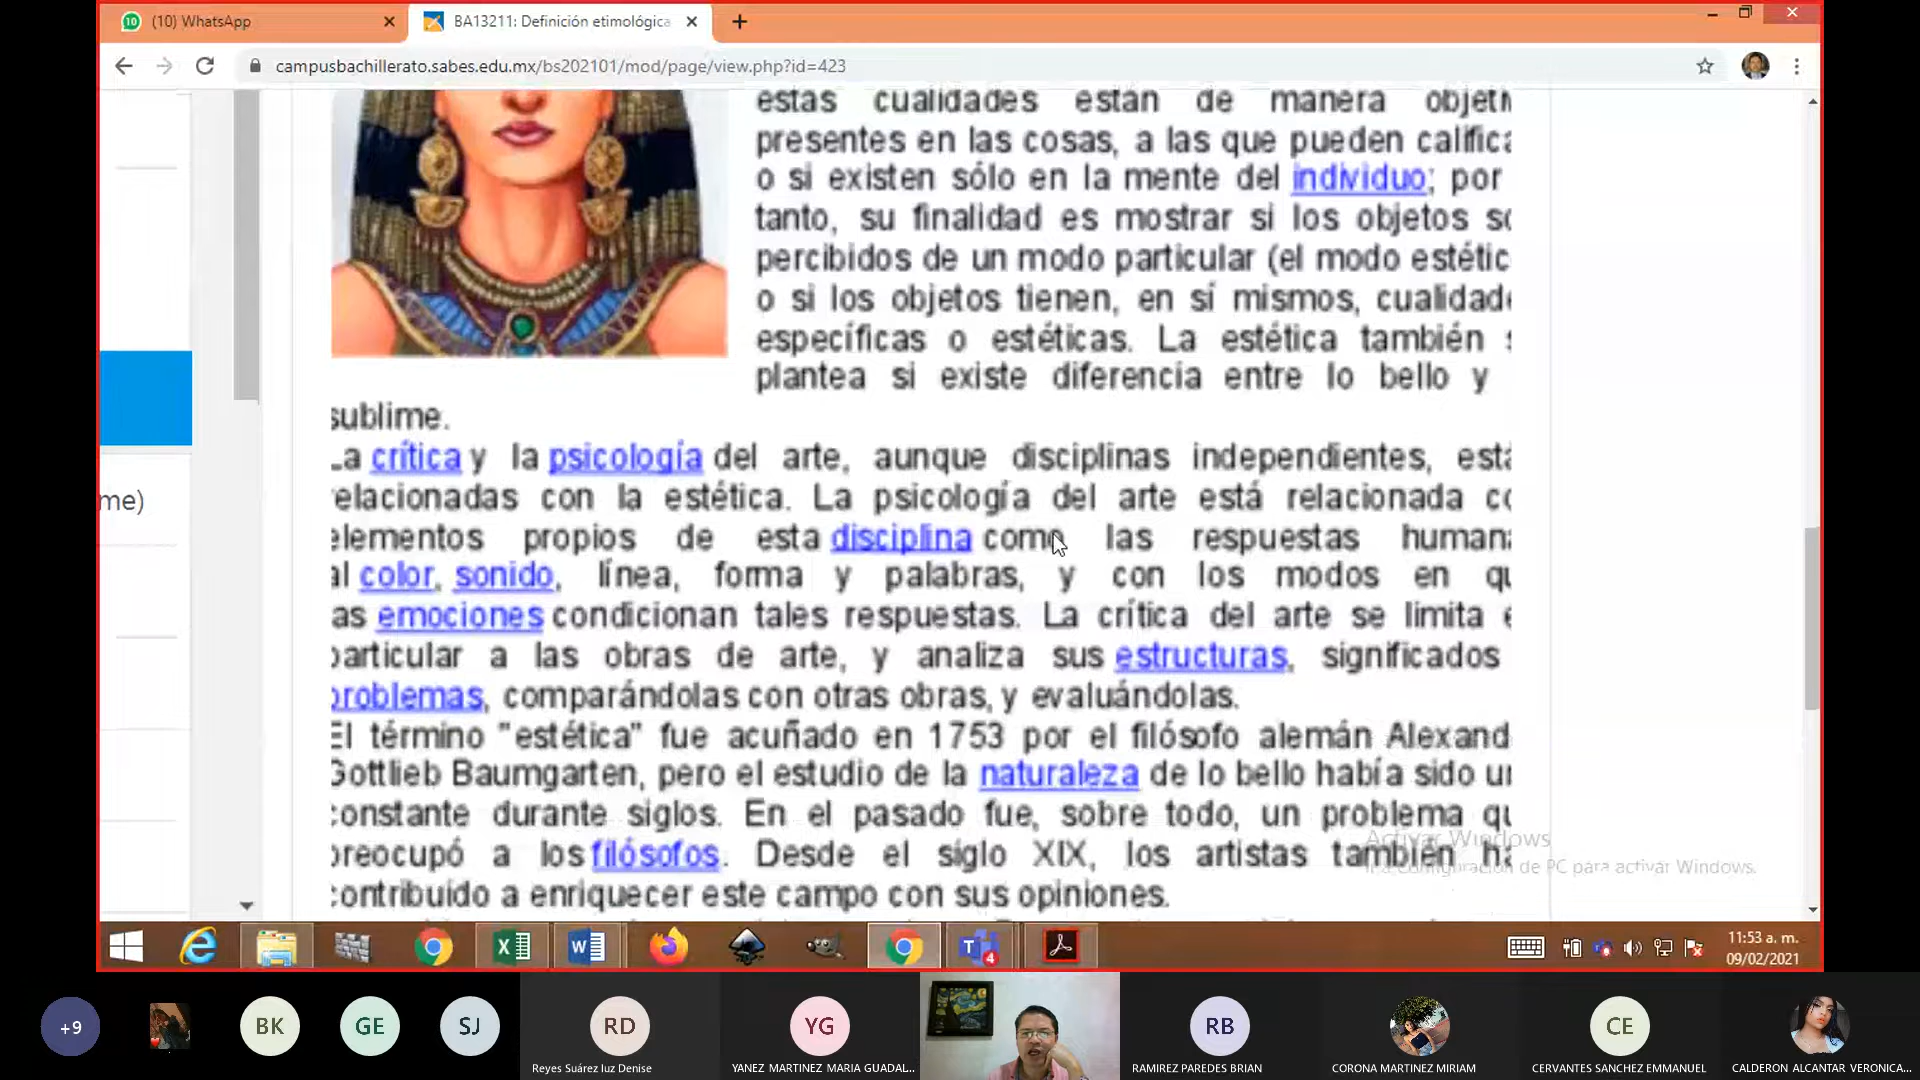 (10) WhatsApp
BA13211: Definición etimológica
campusbachillerato.sabes.edu.mx/bs202101/mod/page/view.php?id=423
estas cualidades están de manera
presentes en las cosas, a las que pueden
o si existen sólo en la mente del individuo; por
tanto, su finalidad es mostrar si los objetos
percibidos de un modo particular (el modo
o si los objetos tienen, en sí mismos,
específicas o estéticas. La estética también
plantea si existe diferencia entre lo bello y
sublime.
La crítica y la psicología del arte, aunque disciplinas independientes,
relacionadas con la estética. La psicología del arte está relacionada
elementos propios de esta disciplina como las respuestas
al color, sonido, línea, forma y palabras, y con los modos en
las emociones condicionan tales respuestas. La crítica del arte se limita
particular a las obras de arte, y analiza sus estructuras, significados
problemas, comparándolas con otras obras, y evaluándolas.
El término "estética" fue acuñado en 1753 por el filósofo alemán Alexand
Gottlieb Baumgarten, pero el estudio de la naturaleza de lo bello había sido
constante durante siglos. En el pasado fue, sobre todo, un problema
preocupó a los filósofos. Desde el siglo XIX, los artistas también
contribuido a enriquecer este campo con sus opiniones.
me)
Activar Windows
de PC para activar Windows.
11:53 a. m.
09/02/2021
+9
BK
GE
SJ
RD
Reyes Suárez luz Denise
YG
YANEZ MARTINEZ MARIA GUADAL...
RB
RAMIREZ PAREDES BRIAN
CORONA MARTINEZ MIRIAM
CE
CERVANTES SANCHEZ EMMANUEL
CALDERON ALCANTAR VERONICA...